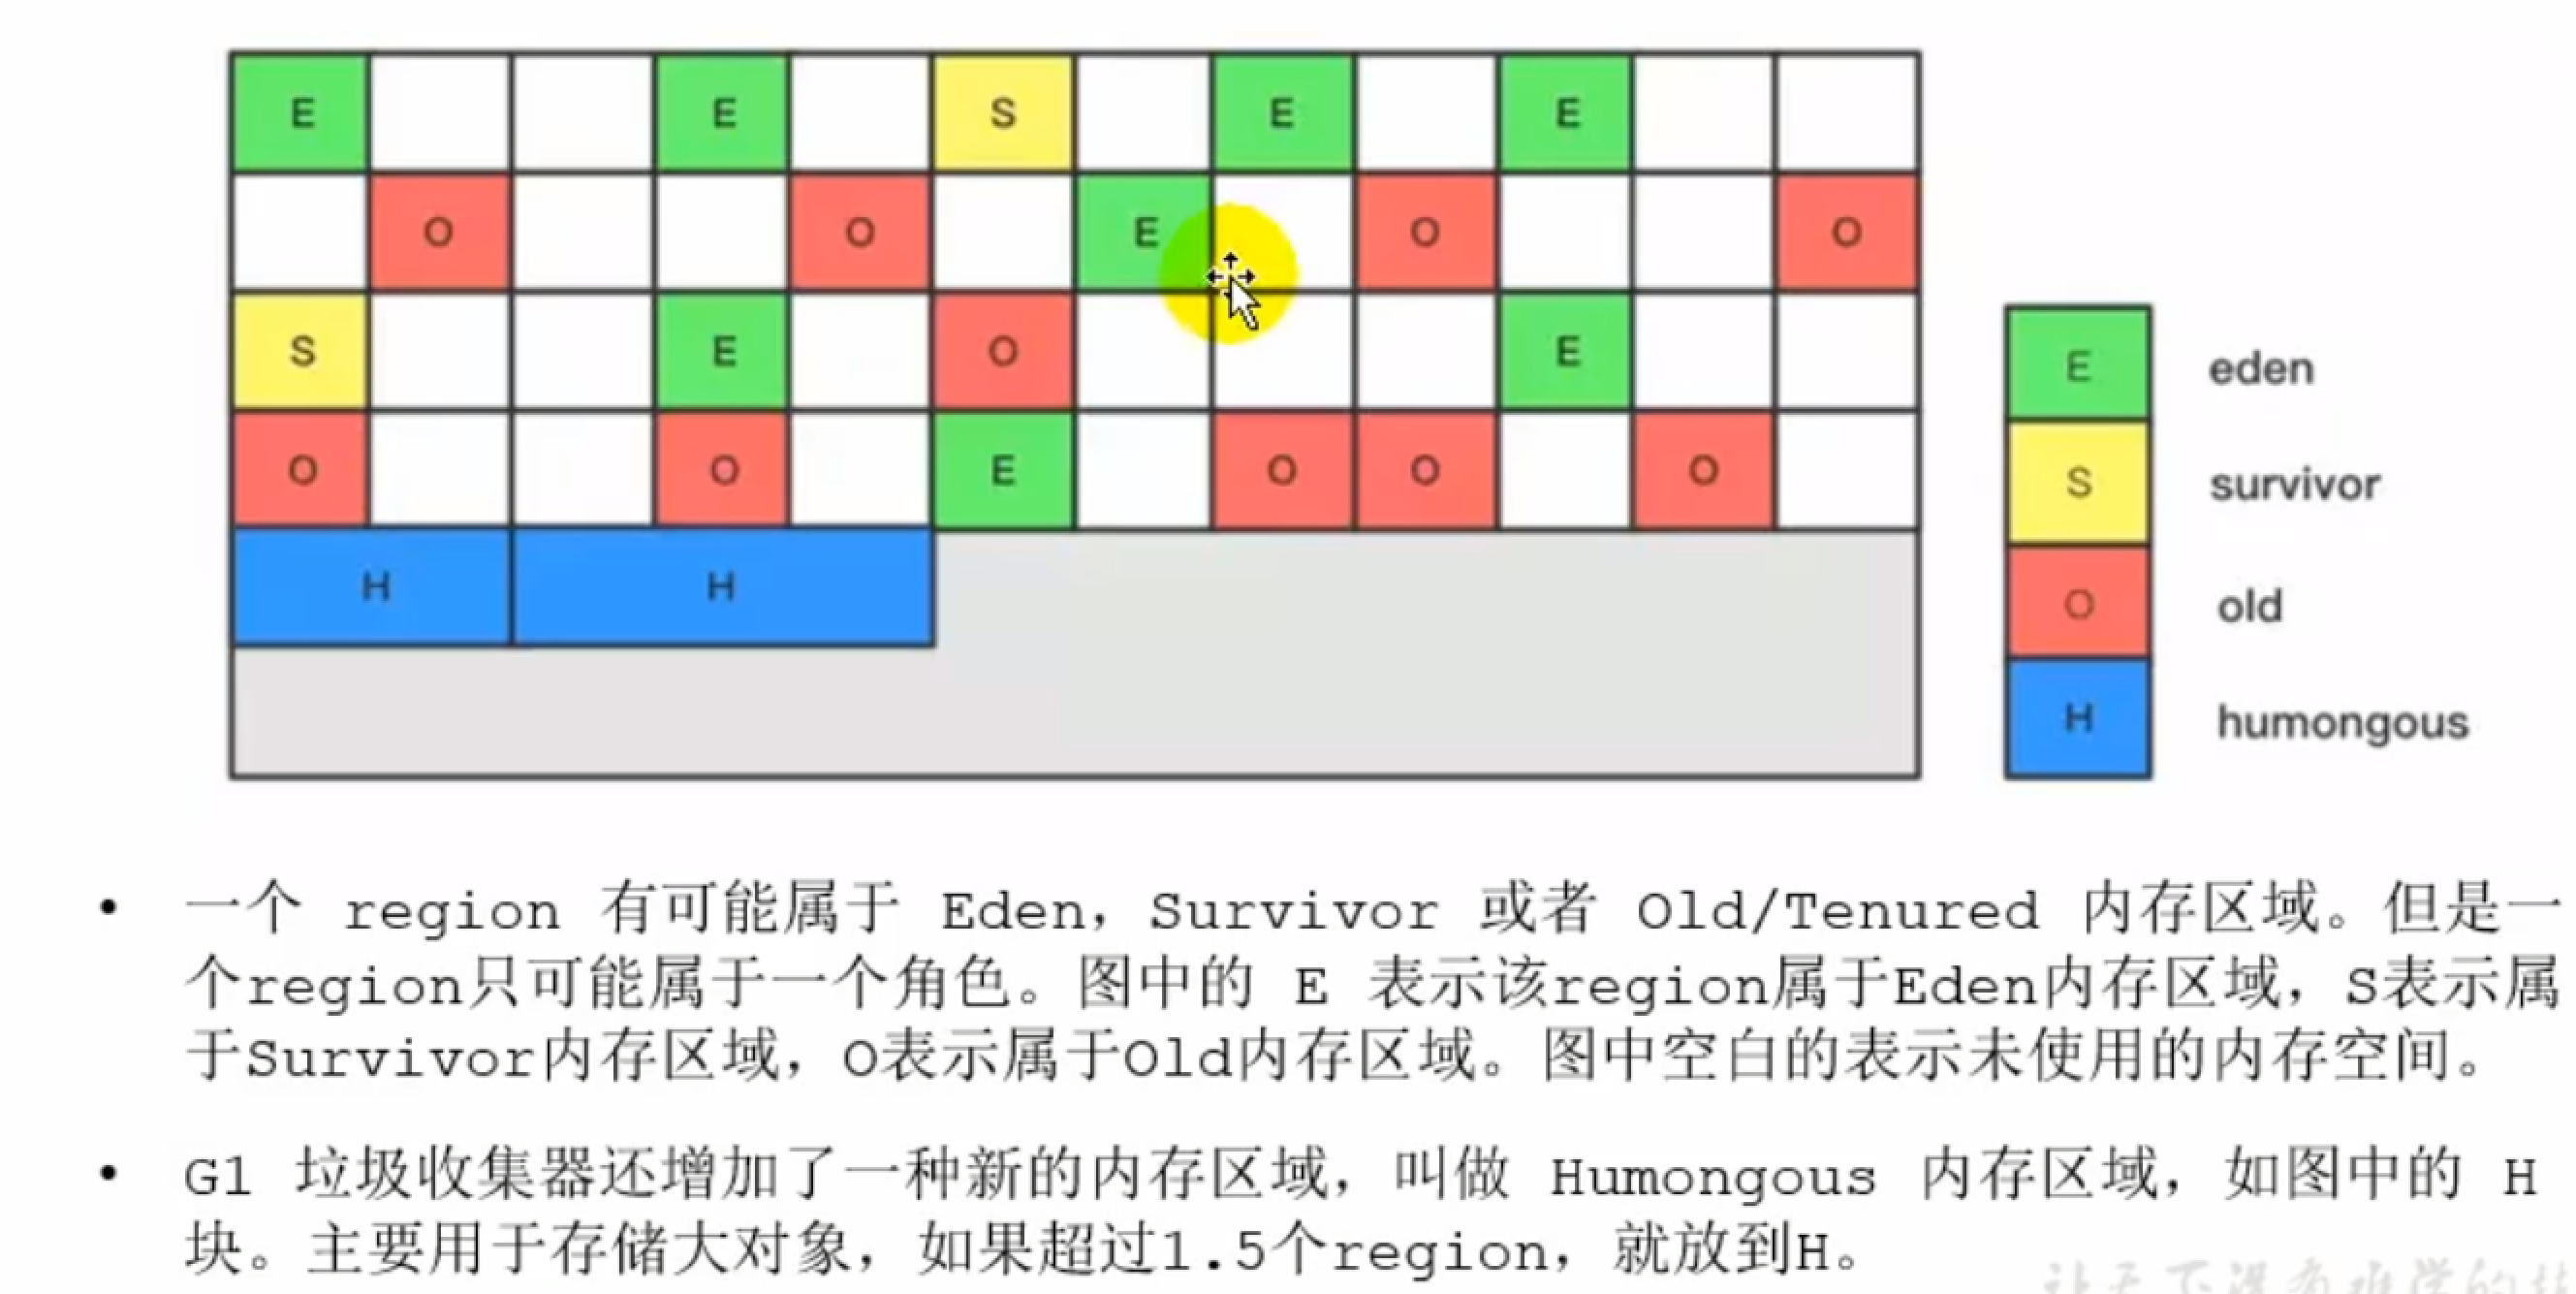 E E S E E
O O E O O
S E O E
O O E O O O
H H
E eden
S survivor
O old
H humongous
• 一个 region 有可能属于 Eden，Survivor 或者 Old/Tenured 内存区域。但是一
个region只可能属于一个角色。图中的 E 表示该region属于Eden内存区域，S表示属
于Survivor内存区域，O表示属于Old内存区域。图中空白的表示未使用的内存空间。
• G1 垃圾收集器还增加了一种新的内存区域，叫做 Humongous 内存区域，如图中的 H
块。主要用于存储大对象，如果超过1.5个region，就放到H。